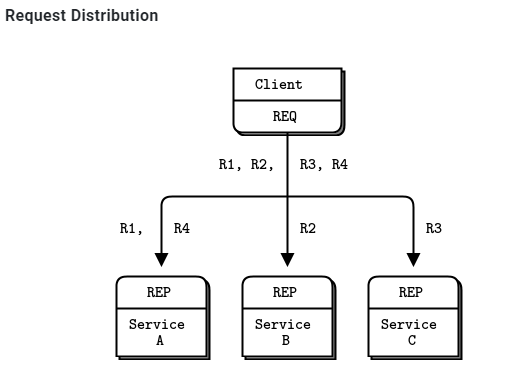 Request Distribution
Client
REQ
R1, R2, R3, R4
R1, R4 R2 R3
REP REP REP
Service Service Service
A B C